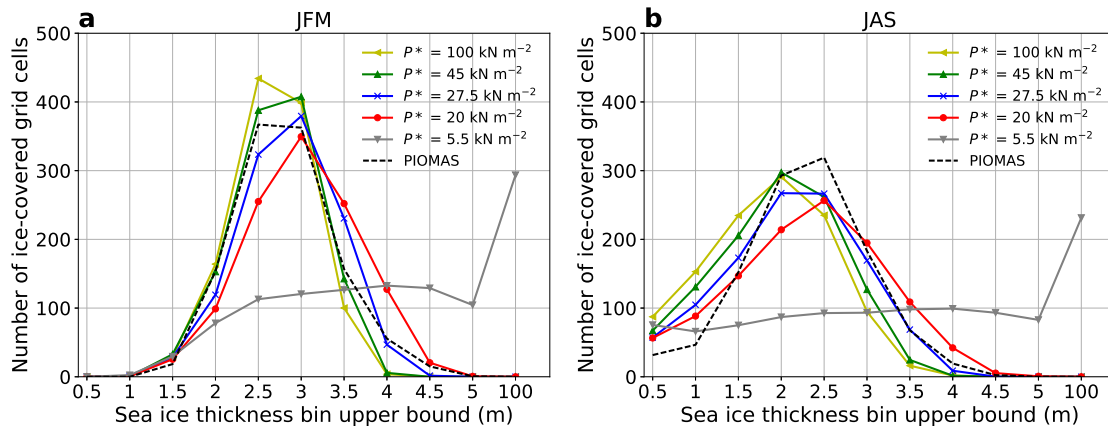 a
JFM
Number of ice-covered grid cells
500
400
300
200
100
0
P* = 100 kN m⁻²
P* = 45 kN m⁻²
P* = 27.5 kN m⁻²
P* = 20 kN m⁻²
P* = 5.5 kN m⁻²
PIOMAS
0.5 1 1.5 2 2.5 3 3.5 4 4.5 5 100
Sea ice thickness bin upper bound (m)
b
JAS
Number of ice-covered grid cells
500
400
300
200
100
0
P* = 100 kN m⁻²
P* = 45 kN m⁻²
P* = 27.5 kN m⁻²
P* = 20 kN m⁻²
P* = 5.5 kN m⁻²
PIOMAS
0.5 1 1.5 2 2.5 3 3.5 4 4.5 5 100
Sea ice thickness bin upper bound (m)